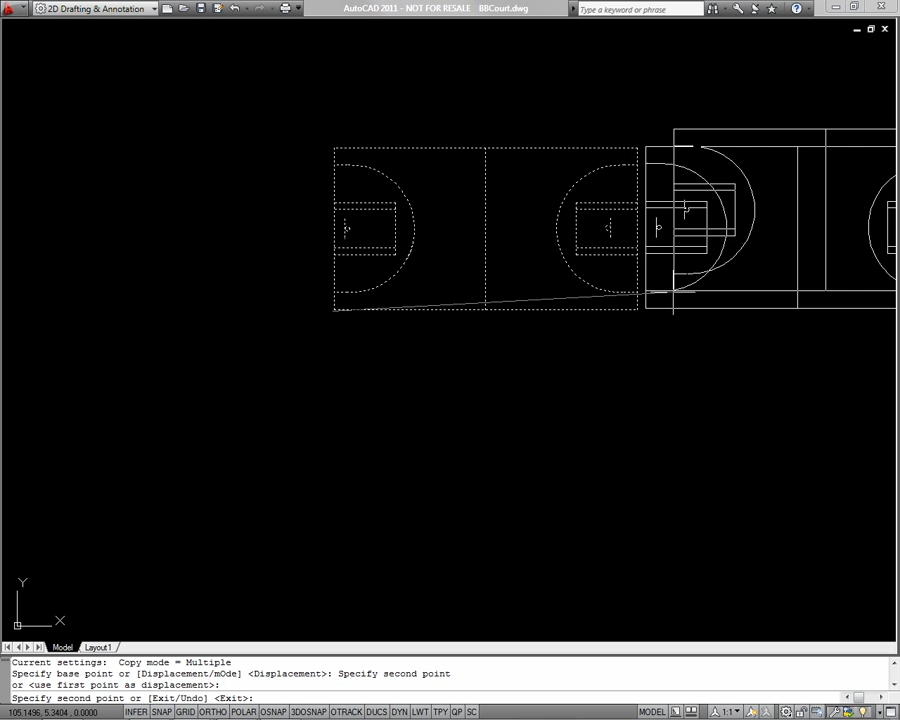 2D Drafting & Annotation
AutoCAD 2011 - NOT FOR RESALE BBCourt.dwg
Type a keyword or phrase
Y
X
Model Layout1
Current settings: Copy mode = Multiple
Specify base point or [Displacement/mOde] <Displacement>: Specify second point
or <use first point as displacement>:
Specify second point or [Exit/Undo] <Exit>:
105.1496, 5.3404, 0.0000 INFER SNAP GRID ORTHO POLAR OSNAP 3DOSNAP OTRACK DUCS DYN LWT TPY QP SC MODEL 1:1